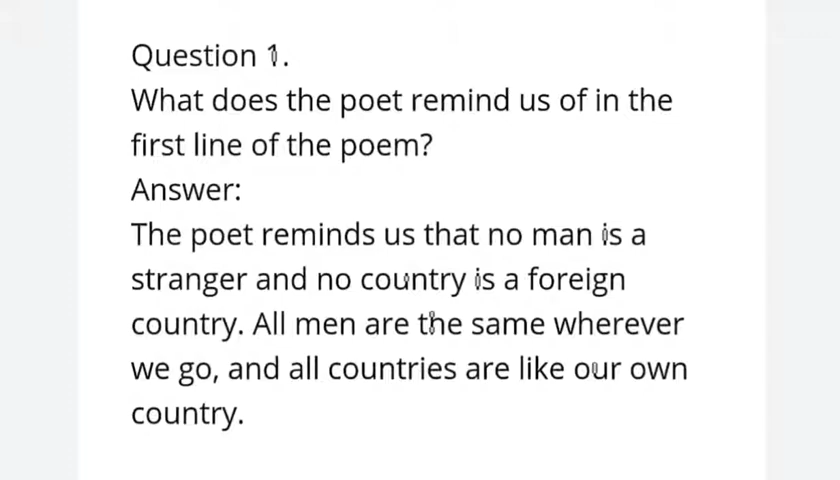 Question 1.
What does the poet remind us of in the
first line of the poem?
Answer:
The poet reminds us that no man is a
stranger and no country is a foreign
country. All men are the same wherever
we go, and all countries are like our own
country.